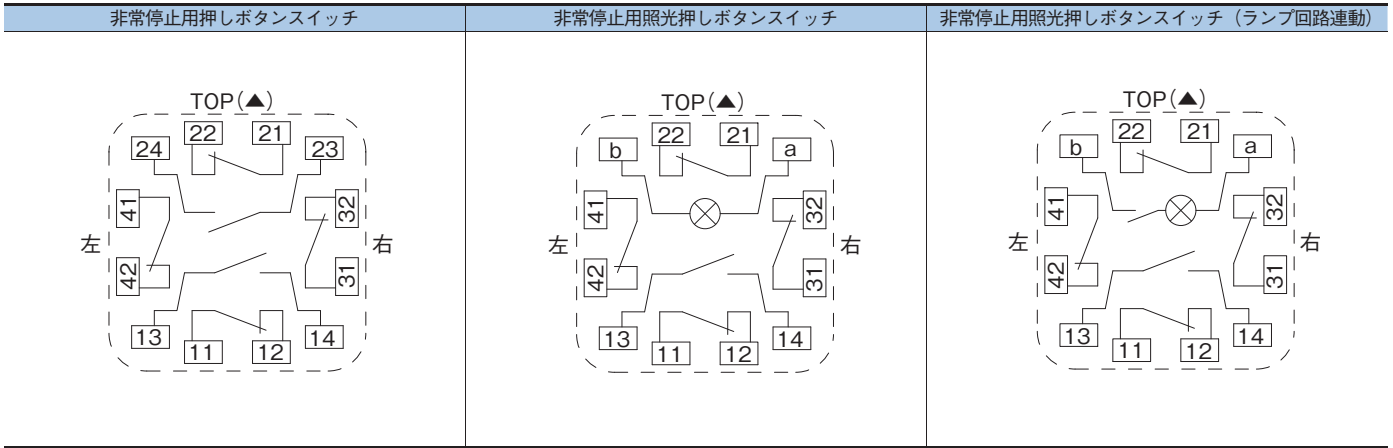 非常停止用押しボタンスイッチ
TOP(▲)
24 22 21 23
41 32
左 右
42 31
13 11 12 14
非常停止用照光押しボタンスイッチ
TOP(▲)
b 22 21 a
41 32
左 右
42 31
13 11 12 14
非常停止用照光押しボタンスイッチ（ランプ回路連動）
TOP(▲)
b 22 21 a
41 32
左 右
42 31
13 11 12 14